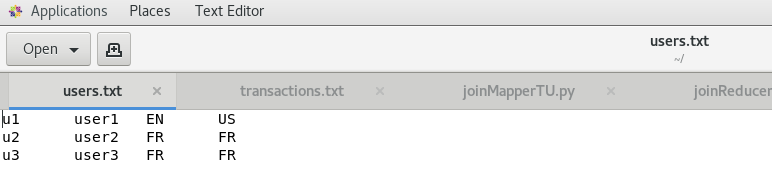 Applications Places Text Editor
Open users.txt
~/
users.txt × transactions.txt × joinMapperTU.py × joinReducer
u1 user1 EN US
u2 user2 FR FR
u3 user3 FR FR